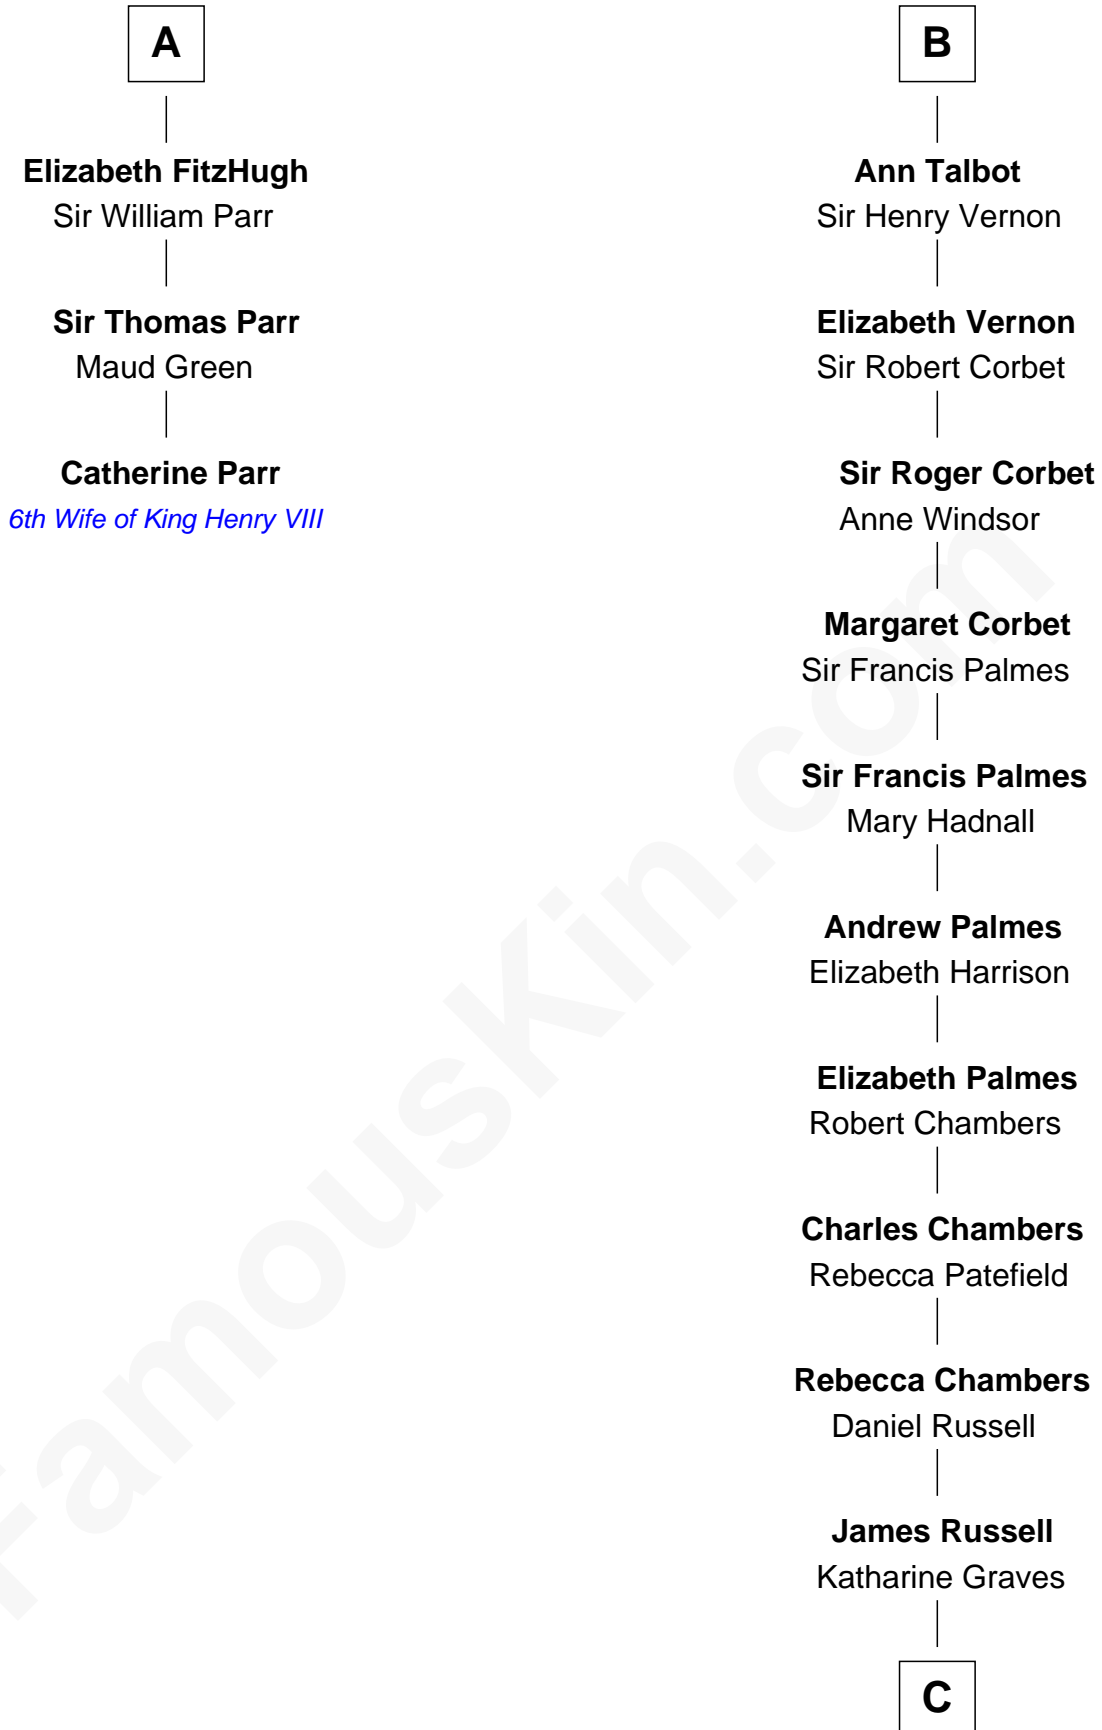 A
Elizabeth FitzHugh
Sir William Parr
Sir Thomas Parr
Maud Green
Catherine Parr
6th Wife of King Henry VIII
B
Ann Talbot
Sir Henry Vernon
Elizabeth Vernon
Sir Robert Corbet
Sir Roger Corbet
Anne Windsor
Margaret Corbet
Sir Francis Palmes
Sir Francis Palmes
Mary Hadnall
Andrew Palmes
Elizabeth Harrison
Elizabeth Palmes
Robert Chambers
Charles Chambers
Rebecca Patefield
Rebecca Chambers
Daniel Russell
James Russell
Katharine Graves
C
FamousKin.com